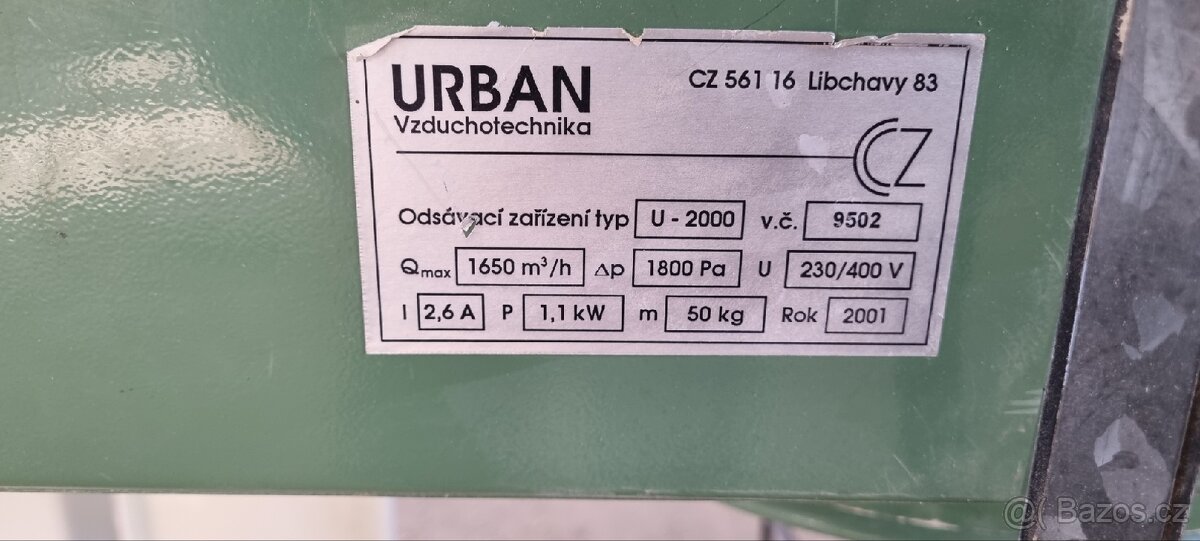 URBAN
Vzduchotechnika
CZ 561 16 Libchavy 83
CZ
Odsávací zařízení typ U - 2000 v.č. 9502
Qmax 1650 m³/h Δp 1800 Pa U 230/400 V
I 2,6 A P 1,1 kW m 50 kg Rok 2001
@ Bazos.cz